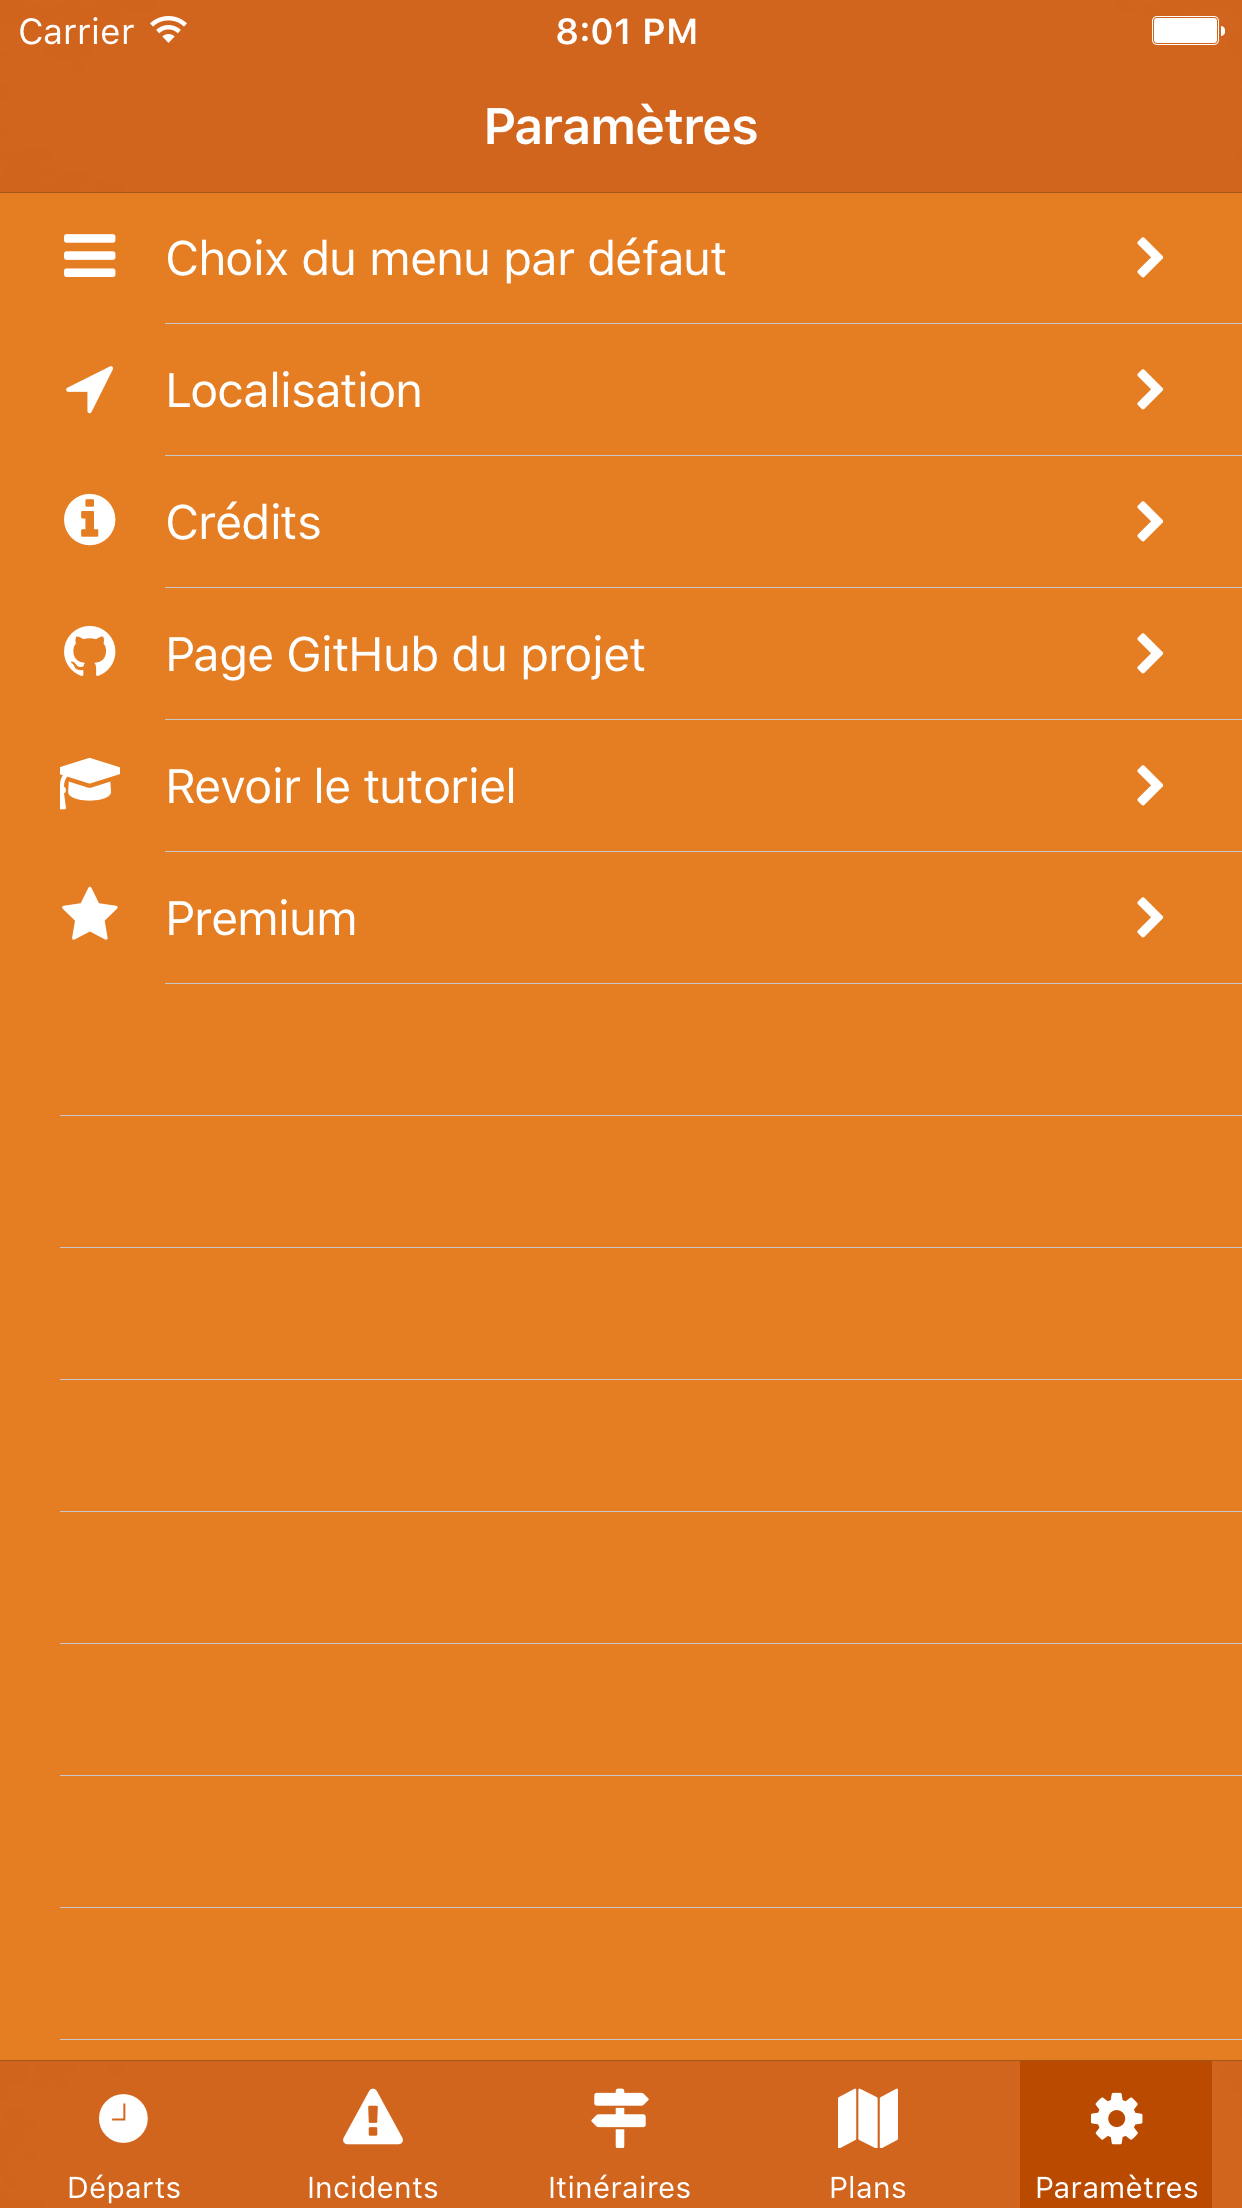 Carrier 8:01 PM
Paramètres
Choix du menu par défaut
Localisation
Crédits
Page GitHub du projet
Revoir le tutoriel
Premium
Départs Incidents Itinéraires Plans Paramètres